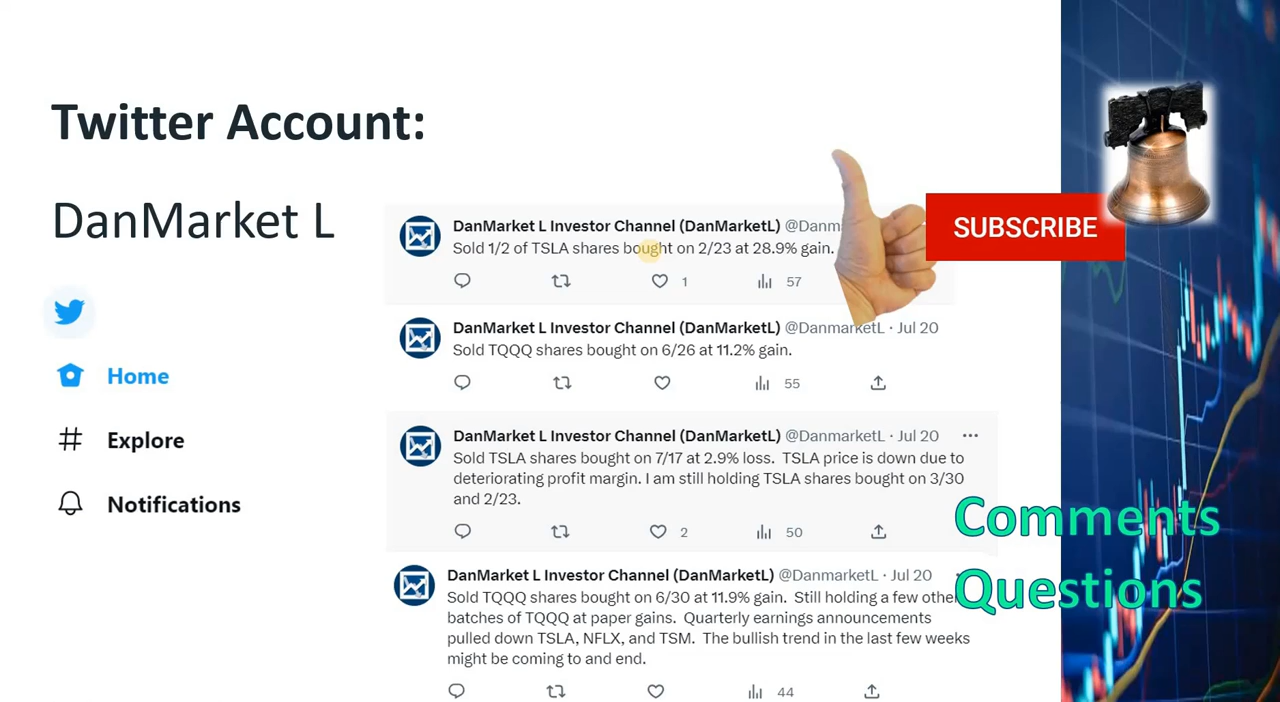 Twitter Account:
DanMarket L
Home
# Explore
Notifications
DanMarket L Investor Channel (DanMarketL) @Danm
Sold 1/2 of TSLA shares bought on 2/23 at 28.9% gain.
1 57
DanMarket L Investor Channel (DanMarketL) @DanmarketL · Jul 20
Sold TQQQ shares bought on 6/26 at 11.2% gain.
55
DanMarket L Investor Channel (DanMarketL) @DanmarketL · Jul 20 ...
Sold TSLA shares bought on 7/17 at 2.9% loss. TSLA price is down due to
deteriorating profit margin. I am still holding TSLA shares bought on 3/30
and 2/23.
2 50
DanMarket L Investor Channel (DanMarketL) @DanmarketL · Jul 20
Sold TQQQ shares bought on 6/30 at 11.9% gain. Still holding a few other
batches of TQQQ at paper gains. Quarterly earnings announcements
pulled down TSLA, NFLX, and TSM. The bullish trend in the last few weeks
might be coming to and end.
44
SUBSCRIBE
Comments
Questions